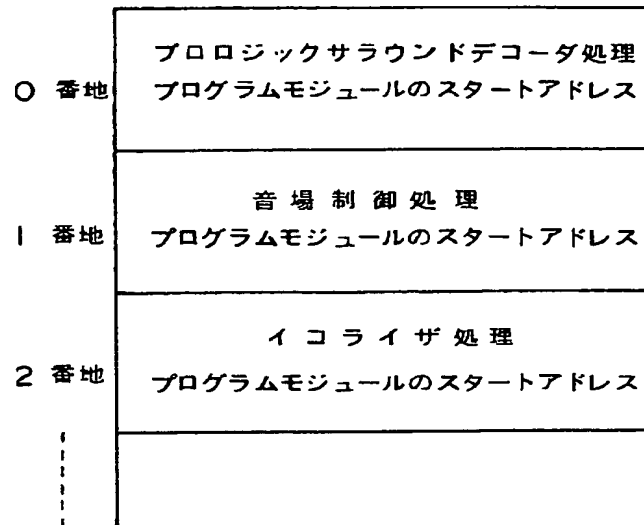 プロロジックサラウンドデコーダ処理
0 番地 プログラムモジュールのスタートアドレス
音場制御処理
1 番地 プログラムモジュールのスタートアドレス
イコライザ処理
2 番地 プログラムモジュールのスタートアドレス